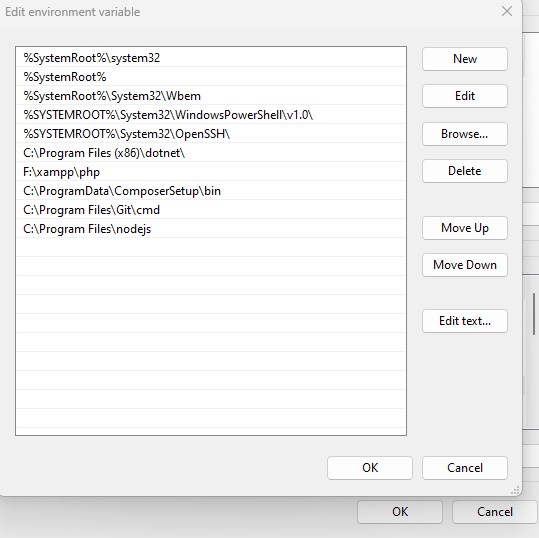 Edit environment variable
%SystemRoot%\system32
%SystemRoot%
%SystemRoot%\System32\Wbem
%SYSTEMROOT%\System32\WindowsPowerShell\v1.0\
%SYSTEMROOT%\System32\OpenSSH\
C:\Program Files (x86)\dotnet\
F:\xampp\php
C:\ProgramData\ComposerSetup\bin
C:\Program Files\Git\cmd
C:\Program Files\nodejs
New
Edit
Browse...
Delete
Move Up
Move Down
Edit text...
OK
Cancel
OK
Cancel